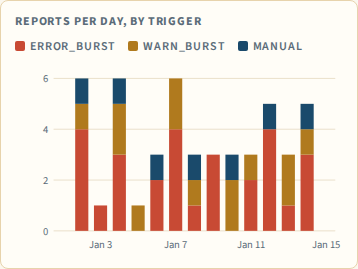 REPORTS PER DAY, BY TRIGGER
ERROR_BURST WARN_BURST MANUAL
6
4
2
0
Jan 3 Jan 7 Jan 11 Jan 15